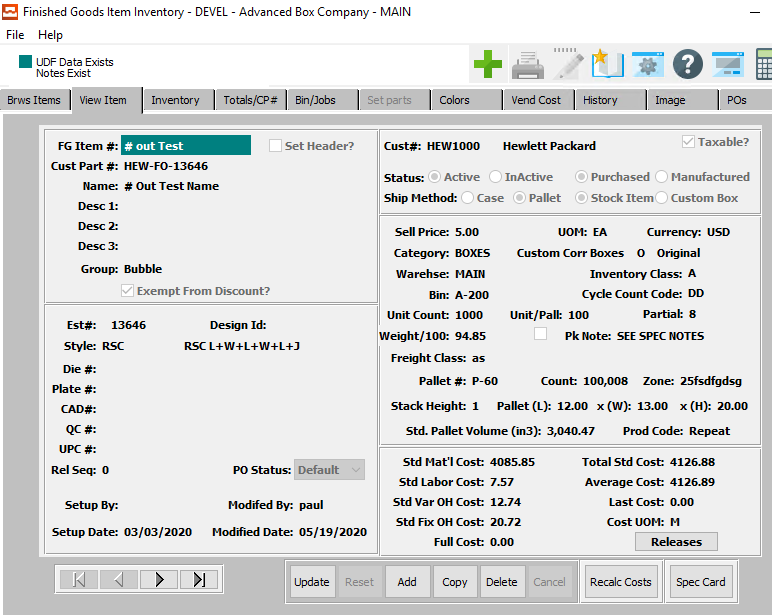 Finished Goods Item Inventory - DEVEL - Advanced Box Company - MAIN
File Help
UDF Data Exists
Notes Exist
Brws Items View Item Inventory Totals/CP# Bin/Jobs Set parts Colors Vend Cost History Image POs
FG Item #: # out Test Set Header?
Cust Part #: HEW-FO-13646
Name: # Out Test Name
Desc 1:
Desc 2:
Desc 3:
Group: Bubble
Exempt From Discount?
Cust#: HEW1000 Hewlett Packard Taxable?
Status: Active InActive Purchased Manufactured
Ship Method: Case Pallet Stock Item Custom Box
Sell Price: 5.00 UOM: EA Currency: USD
Category: BOXES Custom Corr Boxes O Original
Warehse: MAIN Inventory Class: A
Bin: A-200 Cycle Count Code: DD
Unit Count: 1000 Unit/Pall: 100 Partial: 8
Weight/100: 94.85 Pk Note: SEE SPEC NOTES
Freight Class: as
Pallet #: P-60 Count: 100,008 Zone: 25fsdfgdsg
Stack Height: 1 Pallet (L): 12.00 x (W): 13.00 x (H): 20.00
Std. Pallet Volume (in3): 3,040.47 Prod Code: Repeat
Est#: 13646 Design Id:
Style: RSC RSC L+W+L+W+L+J
Die #:
Plate #:
CAD#:
QC #:
UPC #:
Rel Seq: 0 PO Status: Default
Setup By: Modifed By: paul
Setup Date: 03/03/2020 Modified Date: 05/19/2020
Std Mat'l Cost: 4085.85 Total Std Cost: 4126.88
Std Labor Cost: 7.57 Average Cost: 4126.89
Std Var OH Cost: 12.74 Last Cost: 0.00
Std Fix OH Cost: 20.72 Cost UOM: M
Full Cost: 0.00 Releases
Update Reset Add Copy Delete Cancel Recalc Costs Spec Card